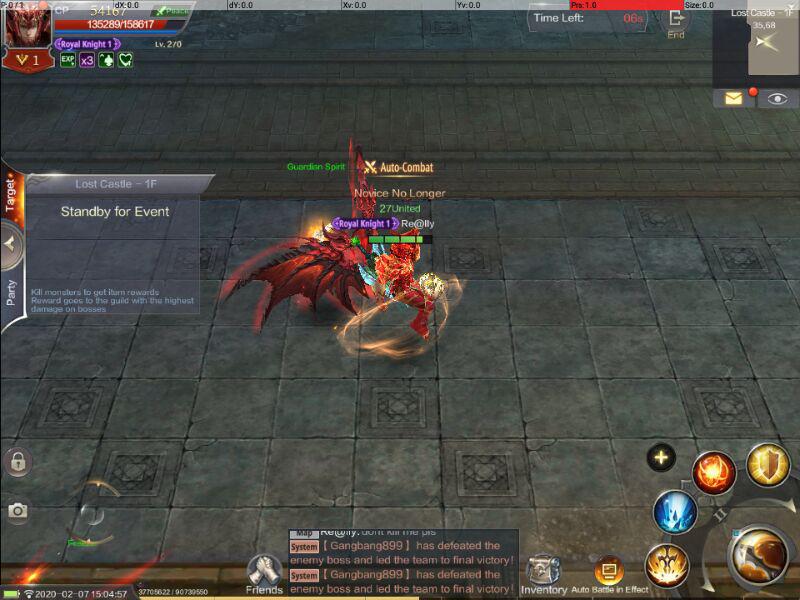 P: 0 / 1
dX: 0.0
dY: 0.0
Xv: 0.0
Yv: 0.0
Prs: 1.0
Size: 0.0
CP 54167
Peace
135289/158617
Royal Knight 1
Lv. 2/0
1
EXP
x3
Time Left: 06s
End
Lost Castle - 1F
35,68
Guardian Spirit
Auto-Combat
Novice No Longer
27United
Royal Knight 1 Re@lly
Target
Party
Lost Castle - 1F
Standby for Event
Kill monsters to get item rewards
Reward goes to the guild with the highest
damage on bosses
Map Re@lly: dont kill me pls
System 【 Gangbang899 】 has defeated the
enemy boss and led the team to final victory!
System 【 Gangbang899 】 has defeated the
enemy boss and led the team to final victory!
Friends
Inventory
Auto Battle in Effect
2020-02-07 15:04:57
37705622 / 90739550